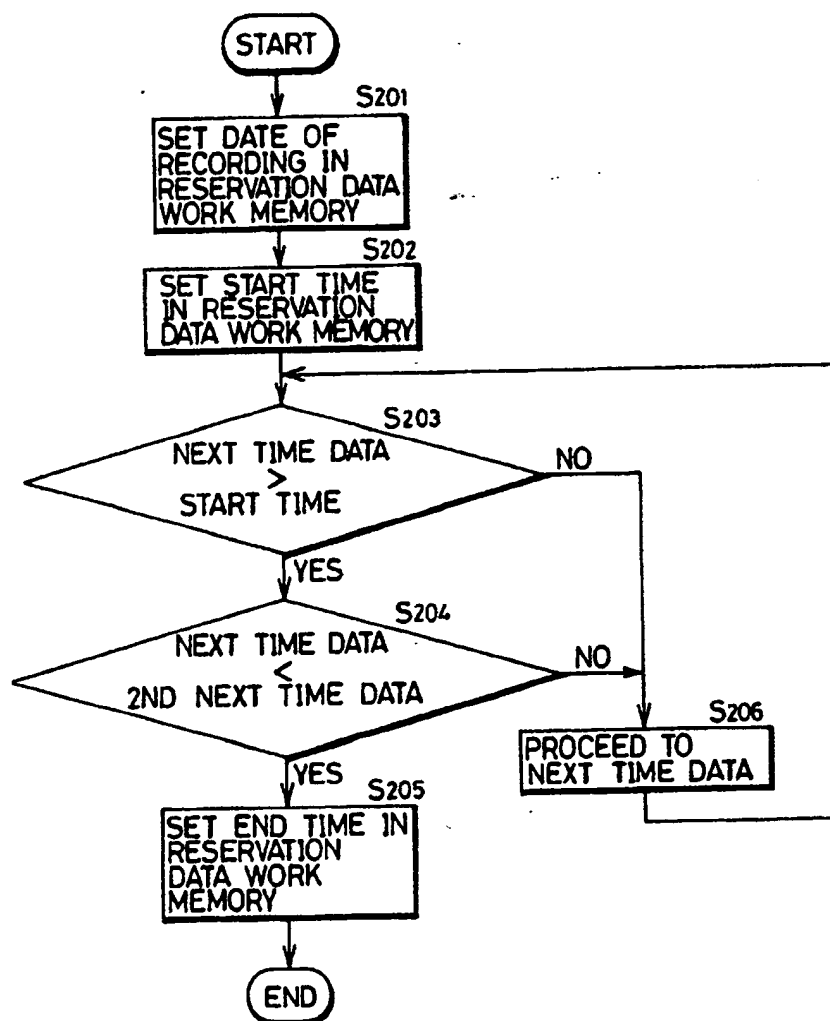 START
S201
SET DATE OF
RECORDING IN
RESERVATION DATA
WORK MEMORY
S202
SET START TIME
IN RESERVATION
DATA WORK MEMORY
S203
NEXT TIME DATA
>
START TIME
NO
YES
S204
NEXT TIME DATA
<
2ND NEXT TIME DATA
NO
YES
S206
PROCEED TO
NEXT TIME DATA
S205
SET END TIME IN
RESERVATION
DATA WORK
MEMORY
END